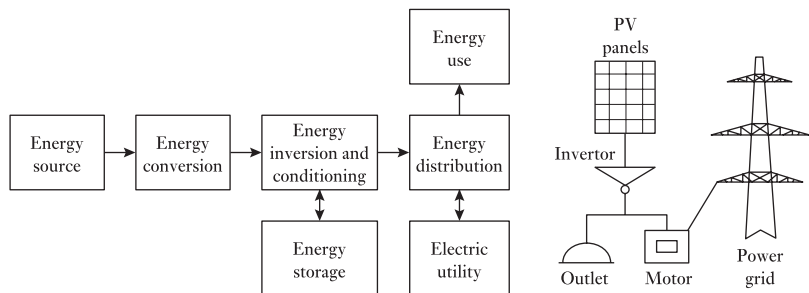 Energy
use
Energy
source
Energy
conversion
Energy
inversion and
conditioning
Energy
distribution
Energy
storage
Electric
utility
PV
panels
Invertor
Outlet
Motor
Power
grid